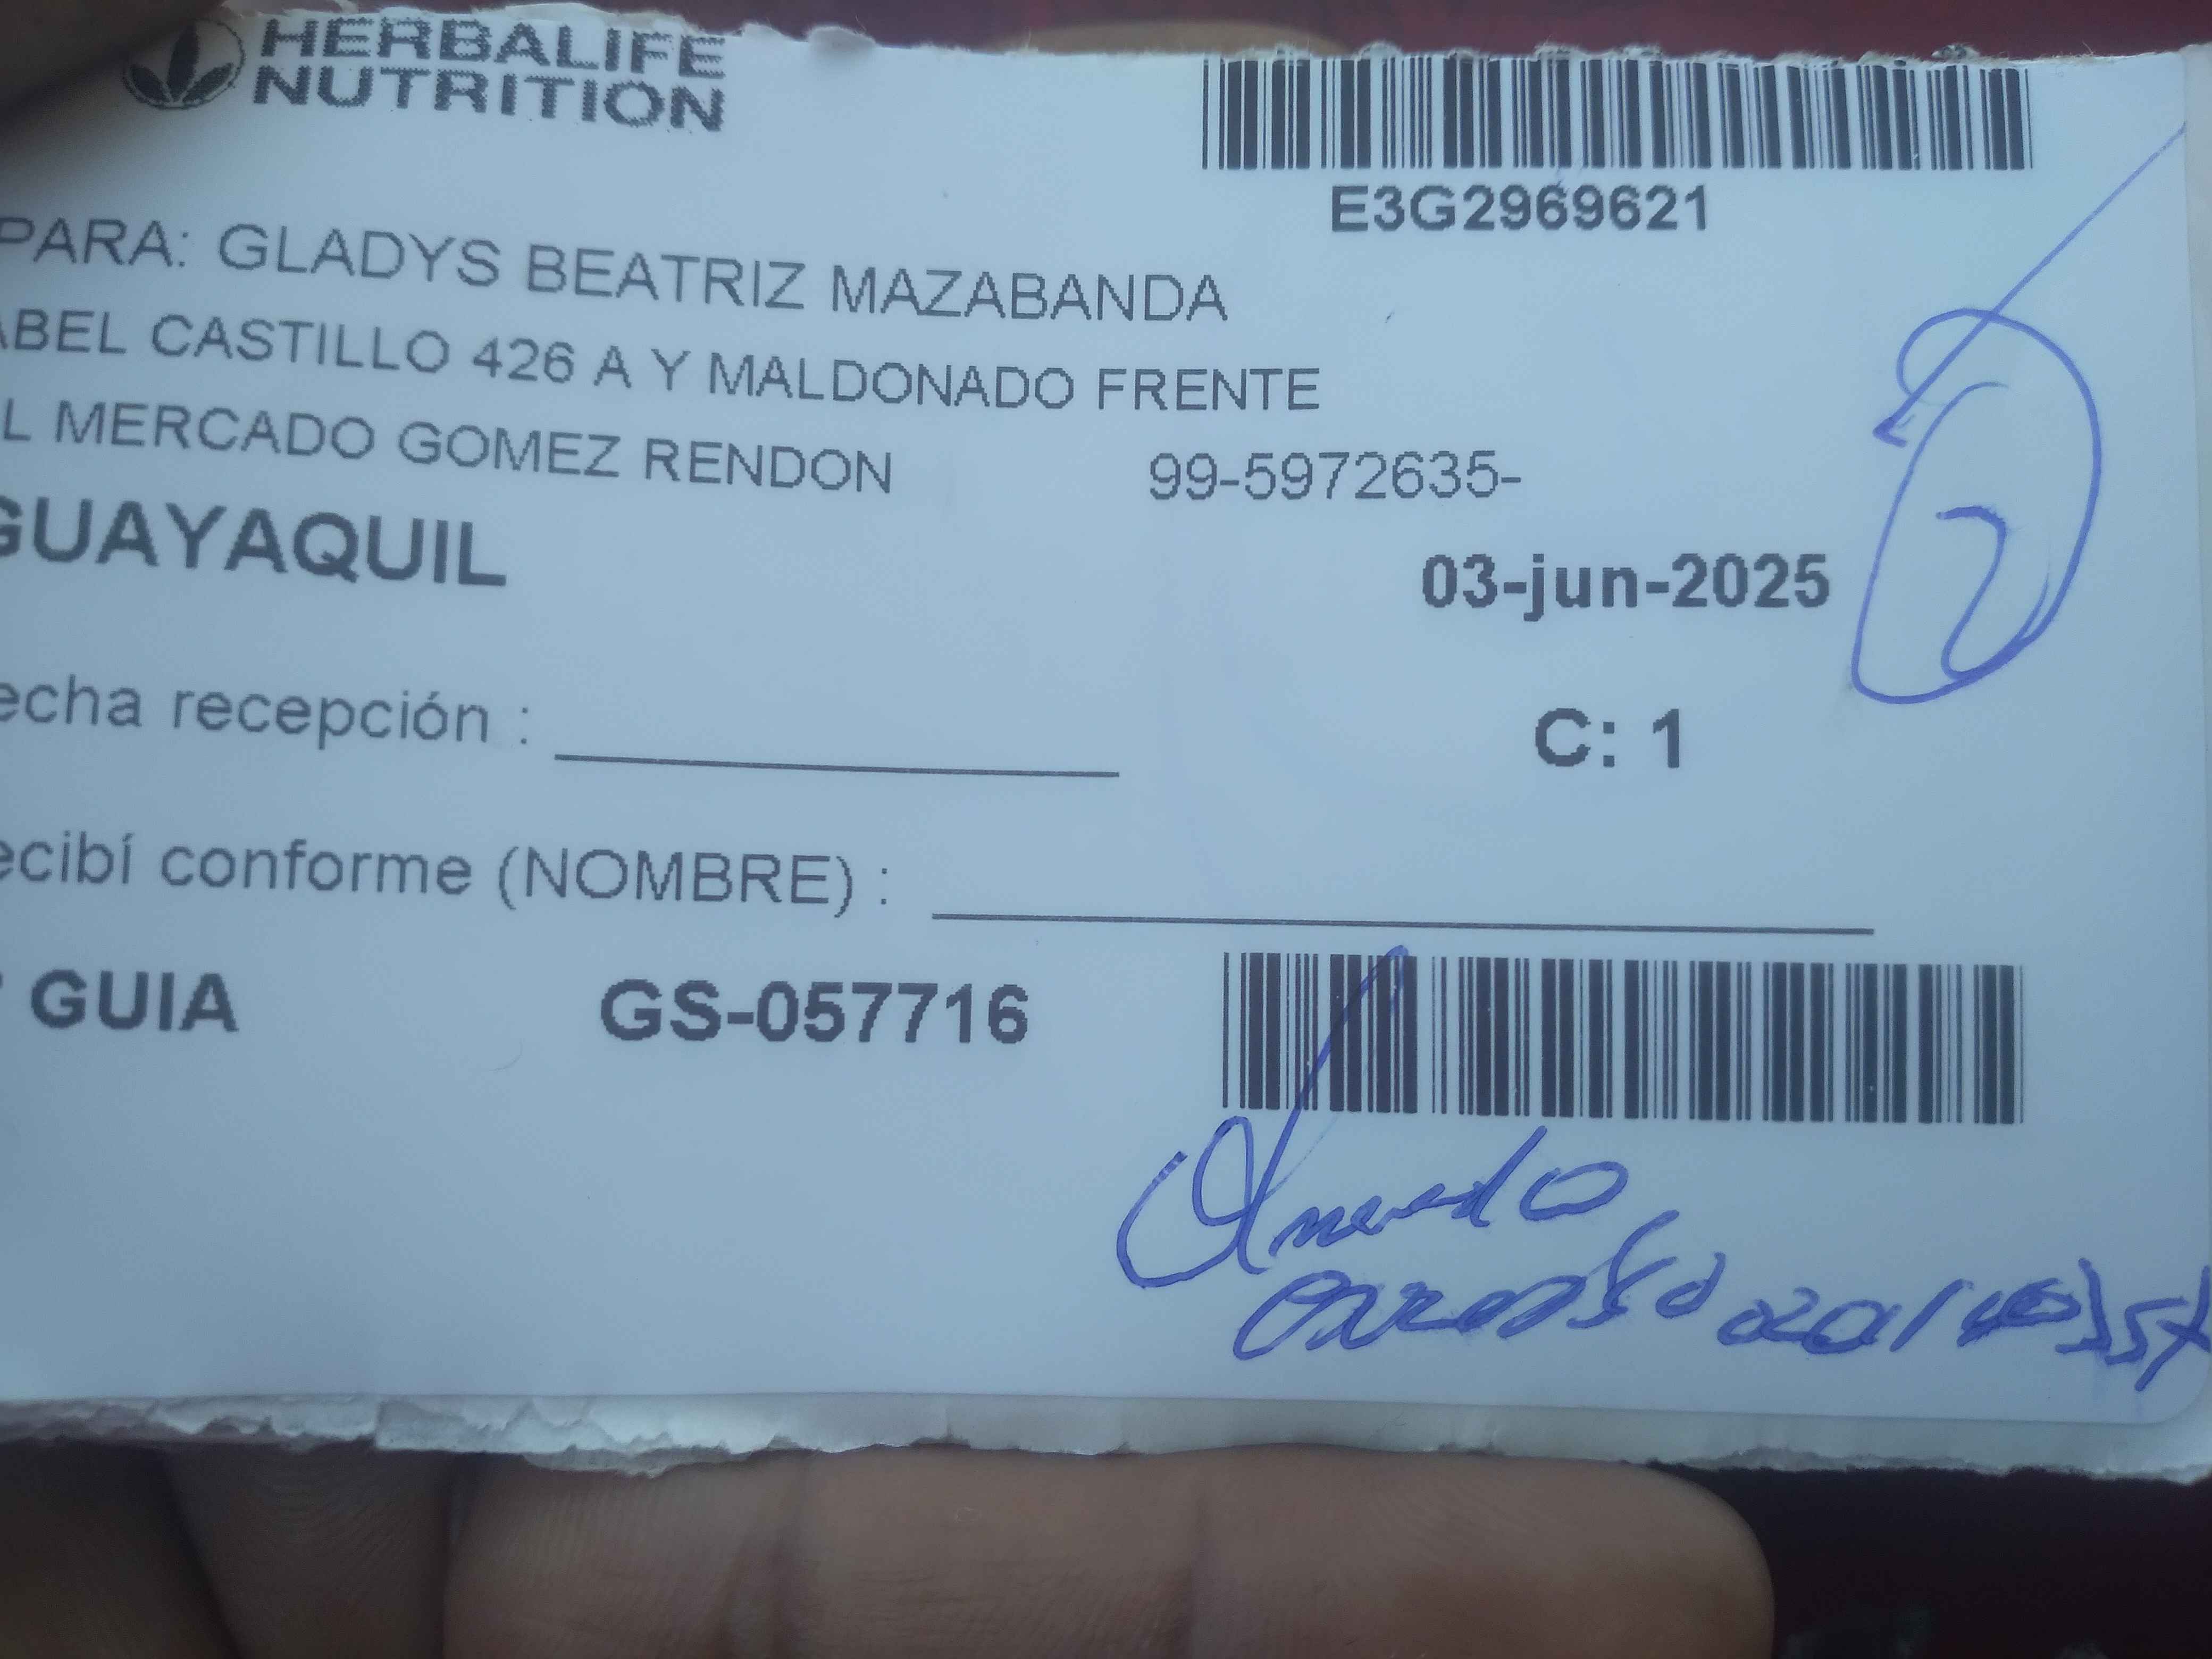 HERBALIFE
NUTRITION
E3G2969621
PARA: GLADYS BEATRIZ MAZABANDA
ABEL CASTILLO 426 A Y MALDONADO FRENTE
L MERCADO GOMEZ RENDON 99-5972635-
GUAYAQUIL
03-jun-2025
echa recepción :
C: 1
ecibí conforme (NOMBRE) :
GUIA GS-057716